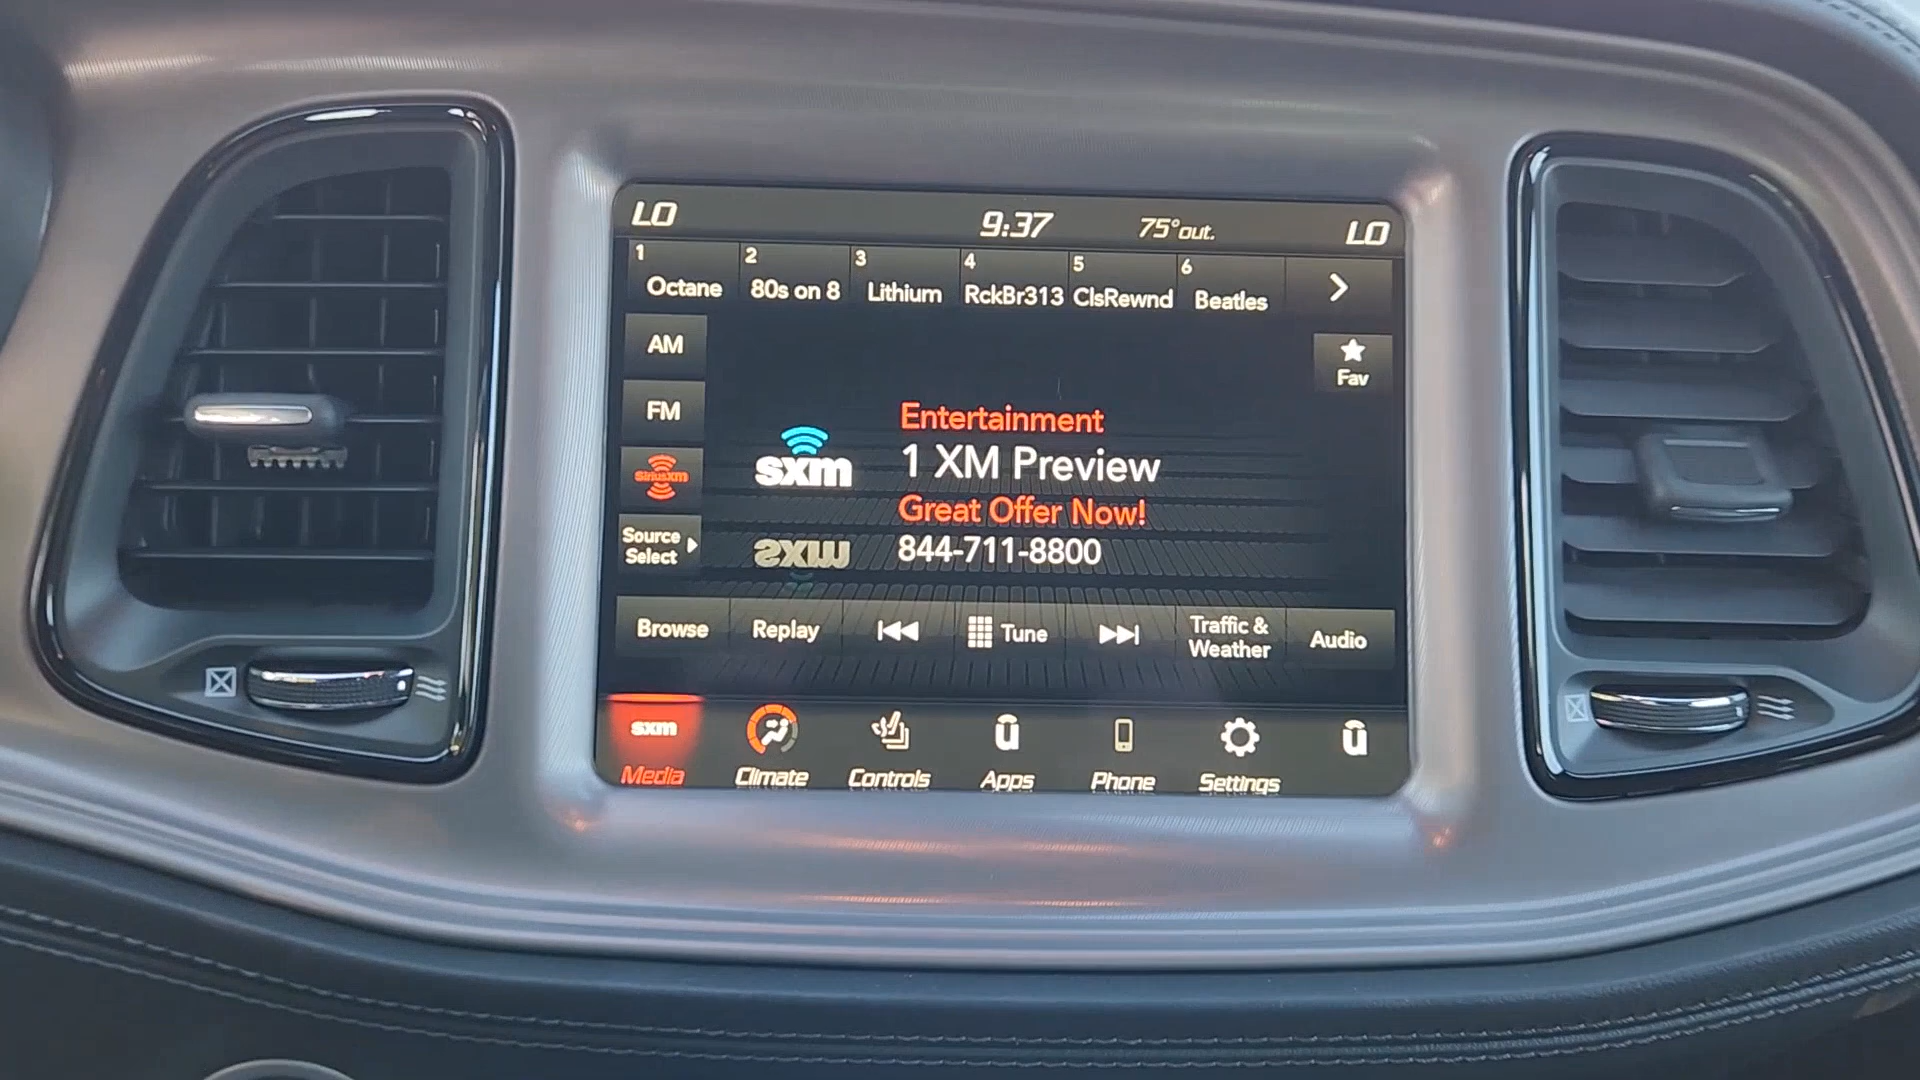 LO 9:37 75°out. LO
1 2 3 4 5 6
Octane 80s on 8 Lithium RckBr313 ClsRewnd Beatles
AM
Fav
FM
Entertainment
sxm
1 XM Preview
SiriusXM
Great Offer Now!
Source
Select
844-711-8800
Browse Replay Tune Traffic &
Weather
Audio
sxm
Media Climate Controls Apps Phone Settings